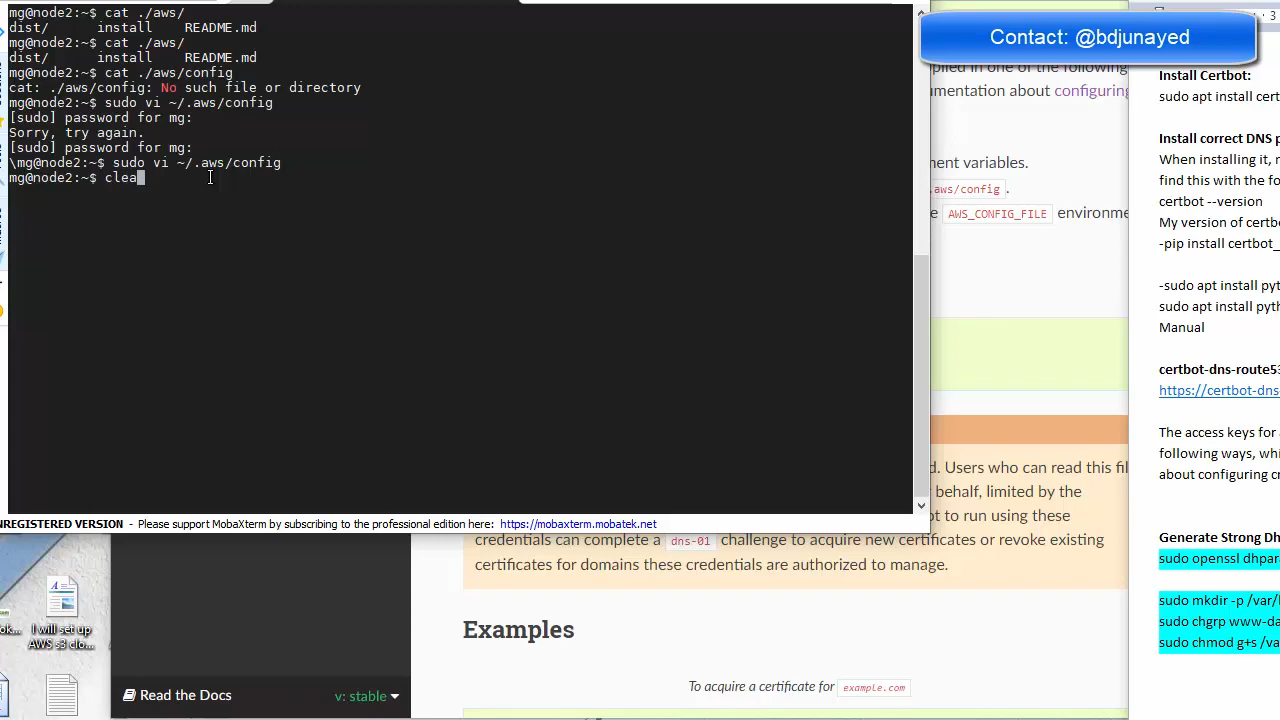 mg@node2:~$ cat ./aws/
dist/ install README.md
mg@node2:~$ cat ./aws/
dist/ install README.md
mg@node2:~$ cat ./aws/config
cat: ./aws/config: No such file or directory
mg@node2:~$ sudo vi ~/.aws/config
[sudo] password for mg:
Sorry, try again.
[sudo] password for mg:
\mg@node2:~$ sudo vi ~/.aws/config
mg@node2:~$ clea
NREGISTERED VERSION - Please support MobaXterm by subscribing to the professional edition here: https://mobaxterm.mobatek.net
Contact: @bdjunayed
in one of the following
umentation about configuring
ment variables.
aws/config.
AWS_CONFIG_FILE environme
d. Users who can read this fil
behalf, limited by the
ot to run using these
credentials can complete a dns-01 challenge to acquire new certificates or revoke existing
certificates for domains these credentials are authorized to manage.
Examples
To acquire a certificate for example.com
Read the Docs
v: stable
I will set up
AWS s3 clo...
Install Certbot:
sudo apt install cert
Install correct DNS p
When installing it, r
find this with the fo
certbot --version
My version of certb
-pip install certbot_
-sudo apt install pyt
sudo apt install pyth
Manual
certbot-dns-route5
https://certbot-dns
The access keys for
following ways, whi
about configuring cr
Generate Strong Dh
sudo openssl dhpar
sudo mkdir -p /var/l
sudo chgrp www-da
sudo chmod g+s /va